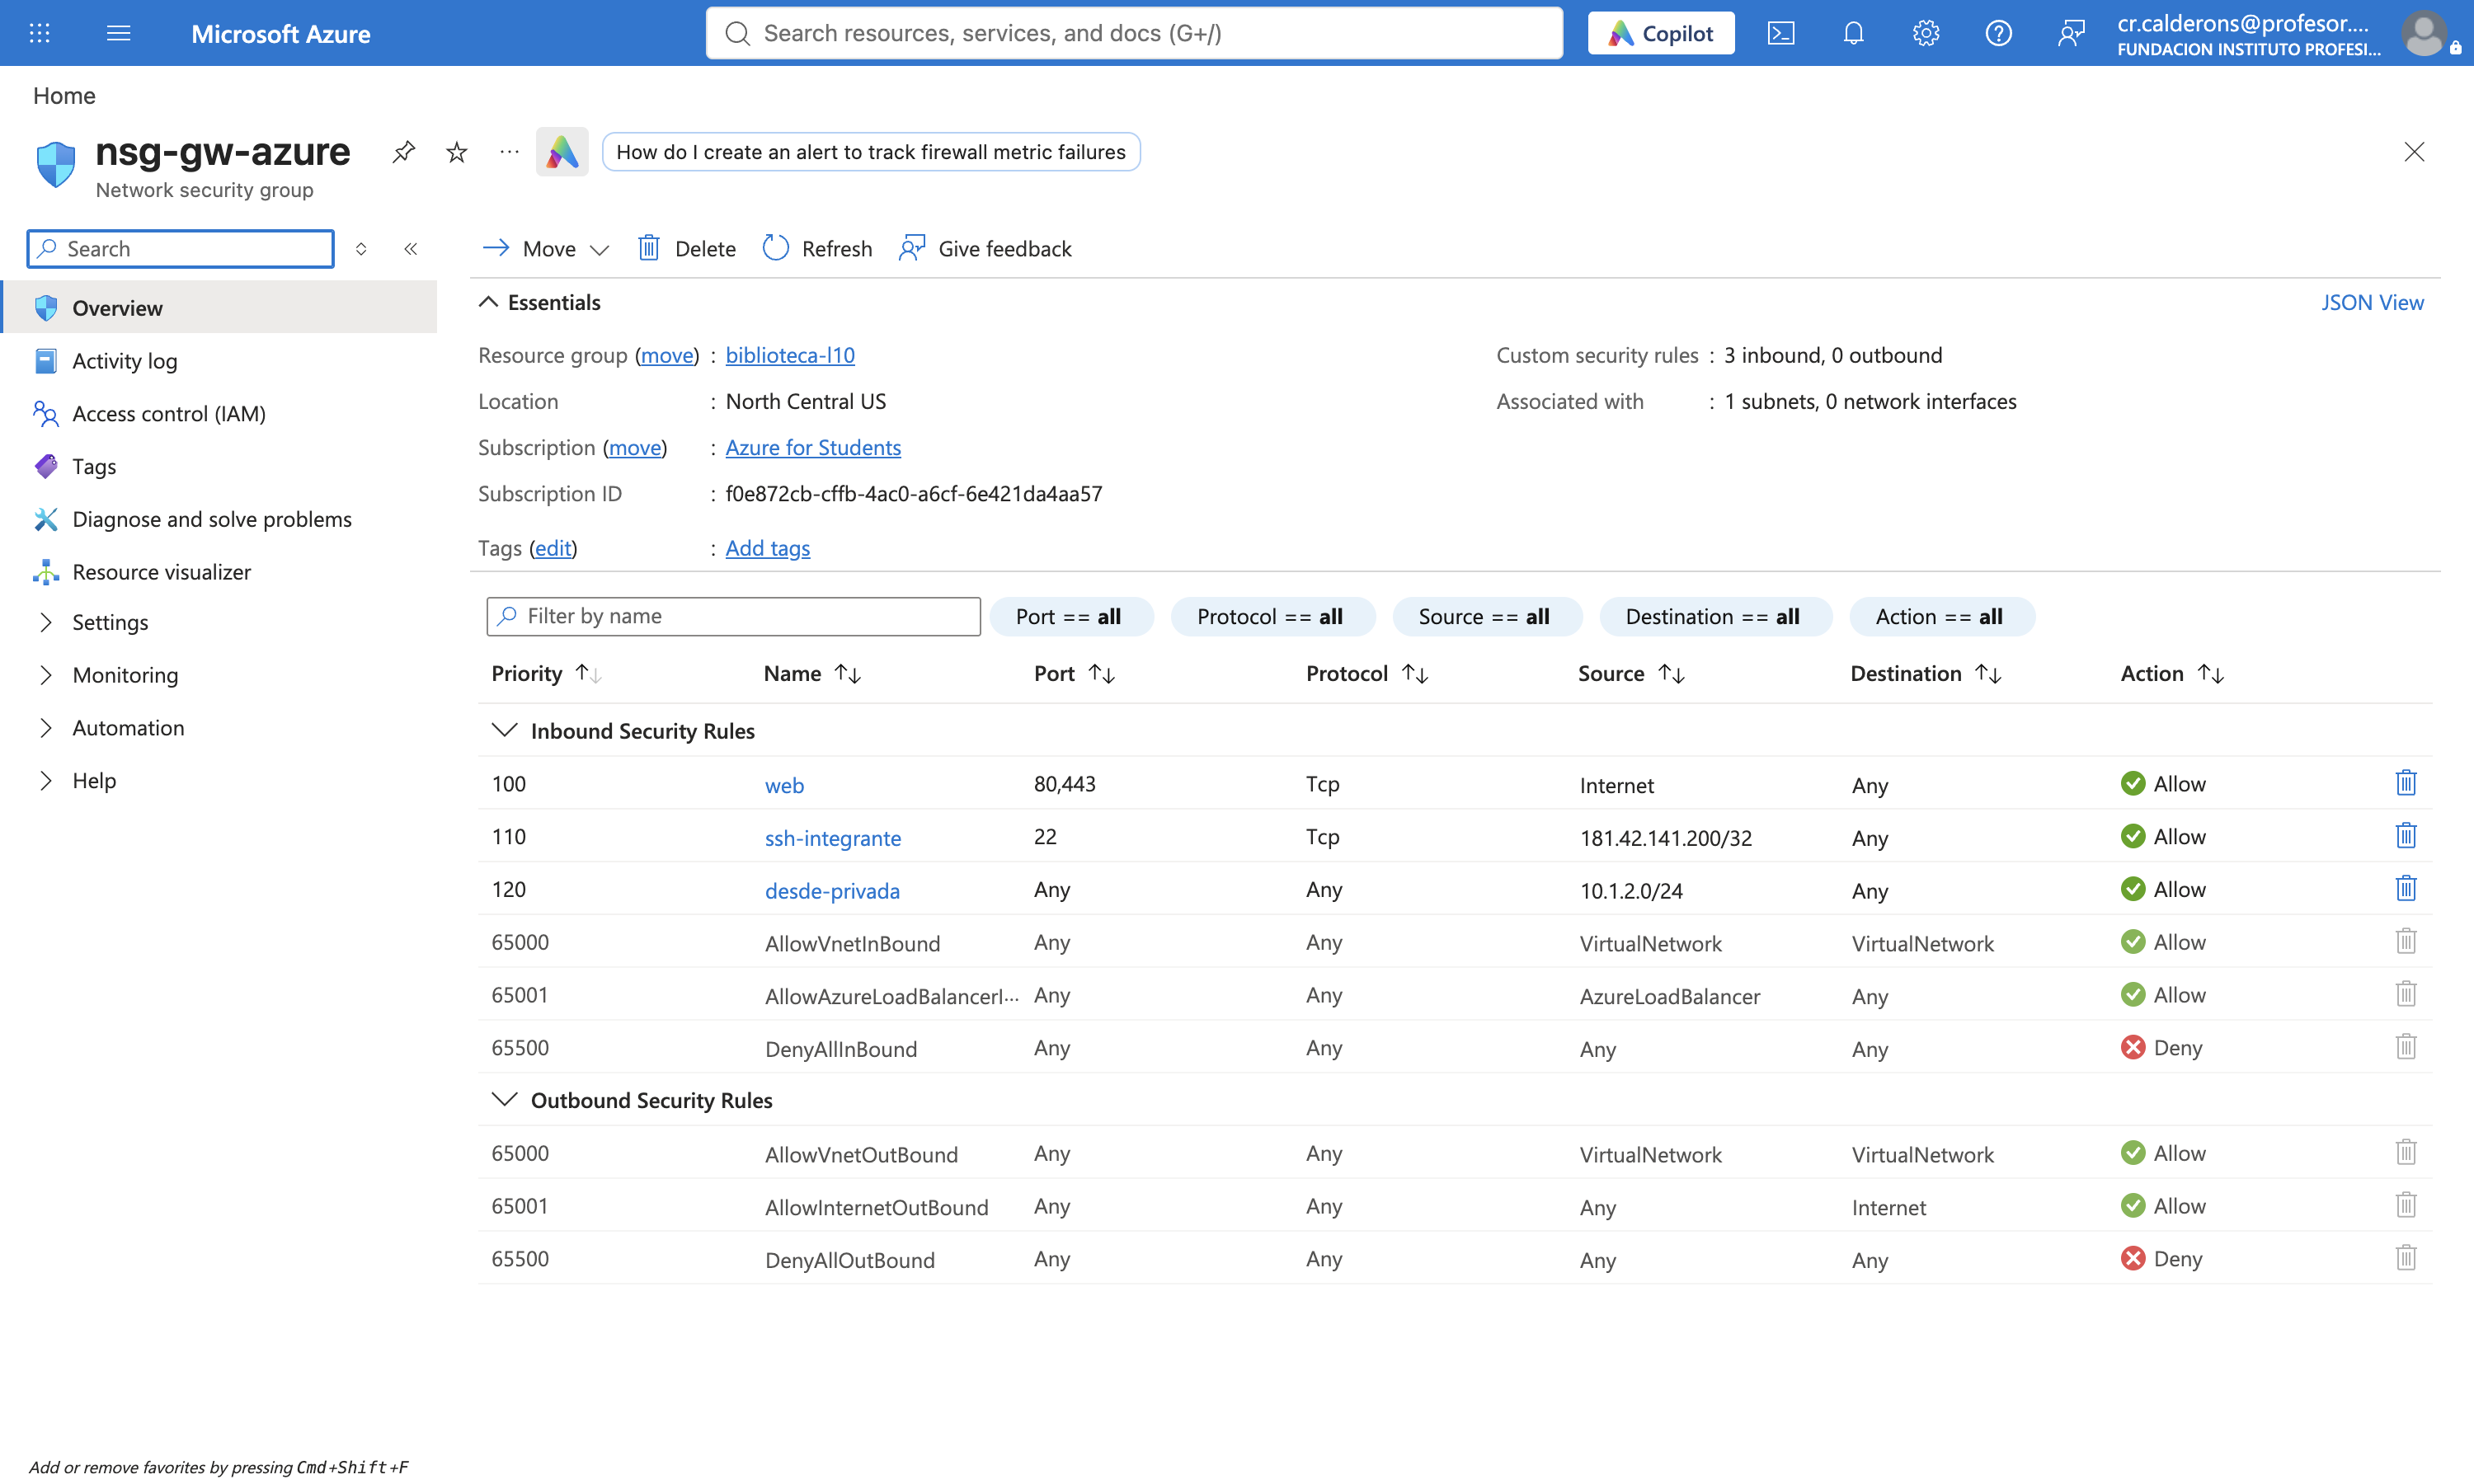 Microsoft Azure
Search resources, services, and docs (G+/)
Copilot
cr.calderons@profesor....
FUNDACION INSTITUTO PROFESI...
Home
nsg-gw-azure
Network security group
How do I create an alert to track firewall metric failures
Search
Move
Delete
Refresh
Give feedback
Overview
Activity log
Access control (IAM)
Tags
Diagnose and solve problems
Resource visualizer
Settings
Monitoring
Automation
Help
Essentials
JSON View
Resource group (move) : biblioteca-l10
Location : North Central US
Subscription (move) : Azure for Students
Subscription ID : f0e872cb-cffb-4ac0-a6cf-6e421da4aa57
Tags (edit) : Add tags
Custom security rules : 3 inbound, 0 outbound
Associated with : 1 subnets, 0 network interfaces
Filter by name
Port == all
Protocol == all
Source == all
Destination == all
Action == all
Priority Name Port Protocol Source Destination Action
Inbound Security Rules
100 web 80,443 Tcp Internet Any Allow
110 ssh-integrante 22 Tcp 181.42.141.200/32 Any Allow
120 desde-privada Any Any 10.1.2.0/24 Any Allow
65000 AllowVnetInBound Any Any VirtualNetwork VirtualNetwork Allow
65001 AllowAzureLoadBalancerI... Any Any AzureLoadBalancer Any Allow
65500 DenyAllInBound Any Any Any Any Deny
Outbound Security Rules
65000 AllowVnetOutBound Any Any VirtualNetwork VirtualNetwork Allow
65001 AllowInternetOutBound Any Any Any Internet Allow
65500 DenyAllOutBound Any Any Any Any Deny
Add or remove favorites by pressing Cmd+Shift+F